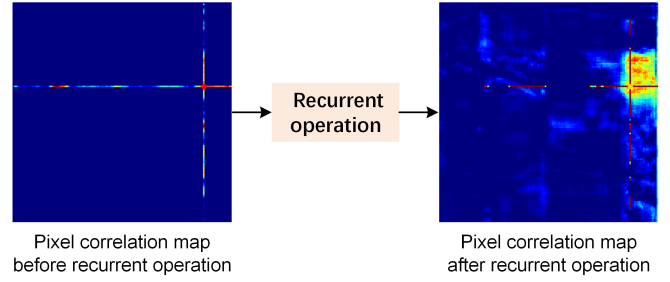 Recurrent
operation
Pixel correlation map
before recurrent operation
Pixel correlation map
after recurrent operation